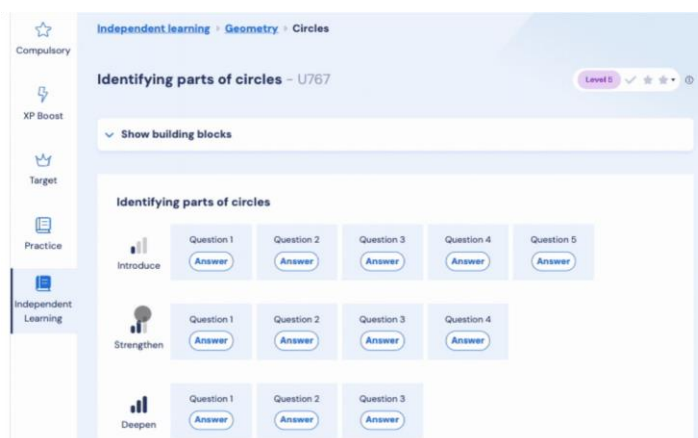 Compulsory
XP Boost
Target
Practice
Independent
Learning
Independent learning Geometry Circles
Identifying parts of circles - U767
Level 5
Show building blocks
Identifying parts of circles
Introduce
Question 1 Question 2 Question 3 Question 4 Question 5
Answer Answer Answer Answer Answer
Strengthen
Question 1 Question 2 Question 3 Question 4
Answer Answer Answer Answer
Deepen
Question 1 Question 2 Question 3
Answer Answer Answer